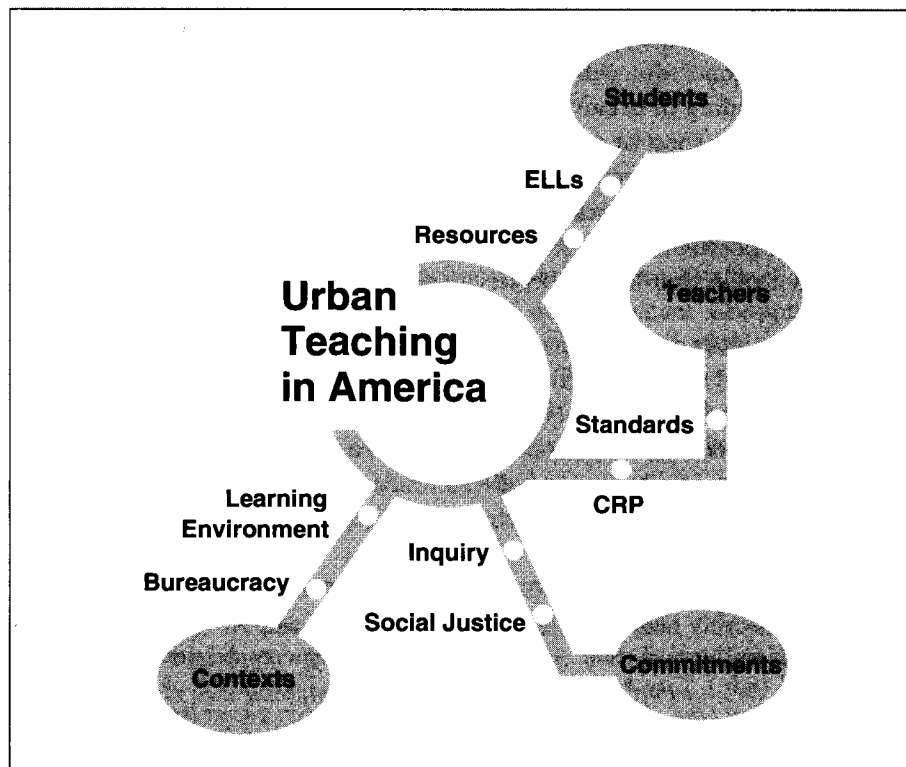 Students
ELLs
Resources
Teachers
Urban
Teaching
in America
Standards
CRP
Learning
Environment
Inquiry
Bureaucracy
Social Justice
Commitments
Contexts